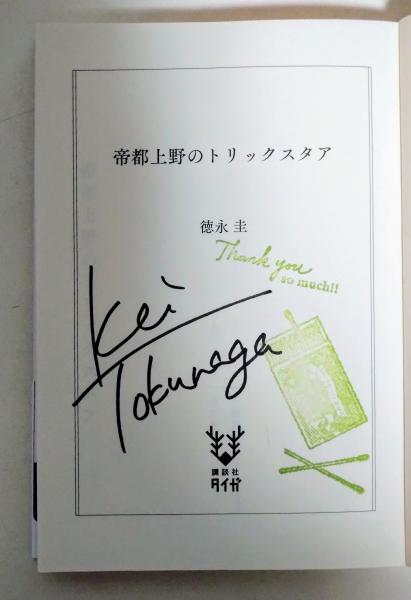 帝都上野のトリックスタア
徳永 圭
Thank you
so much!!
Kei
Tokunaga
講談社
タイガ